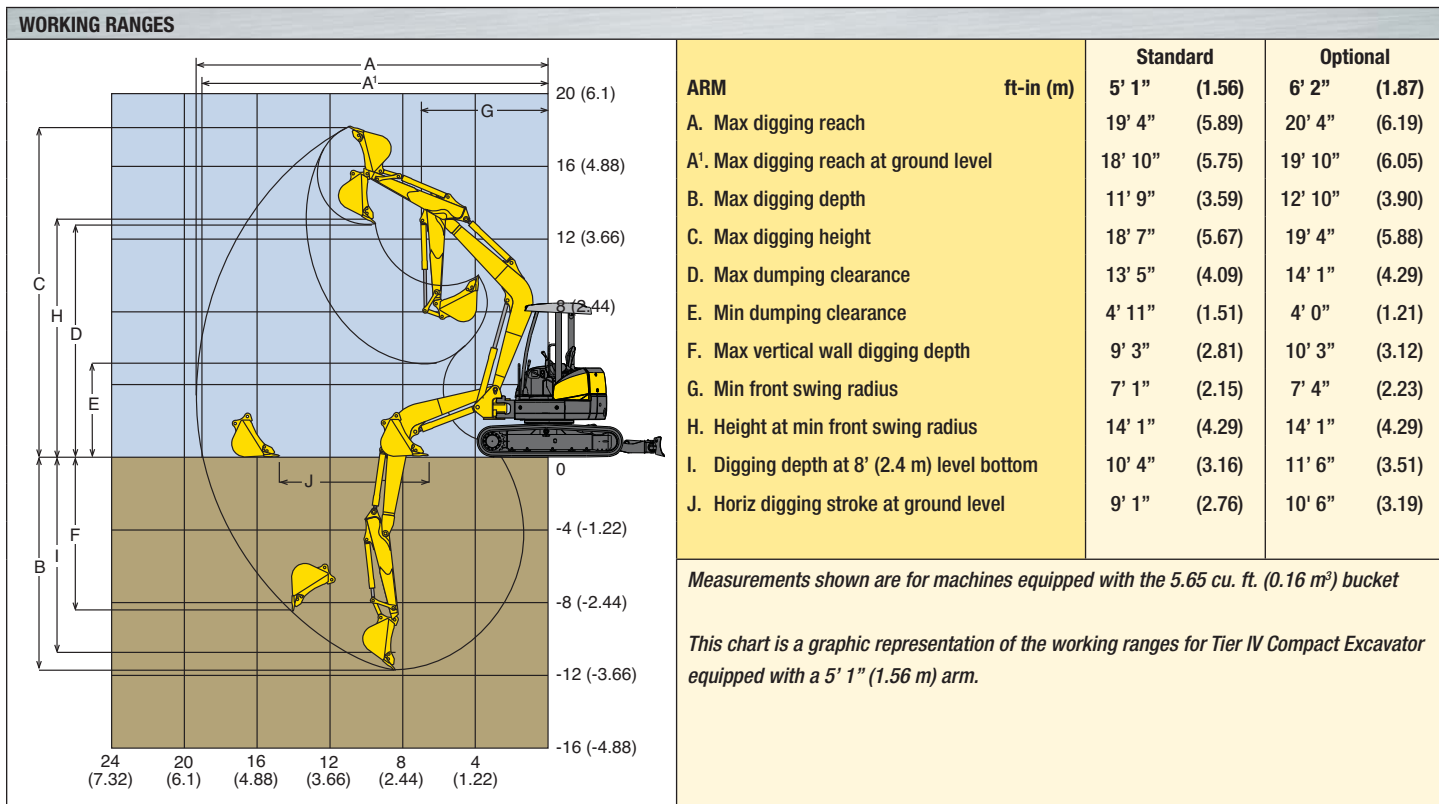 WORKING RANGES
A
A¹
G
C
H
D
E
J
F
I
B
20 (6.1)
16 (4.88)
12 (3.66)
8 (2.44)
0
-4 (-1.22)
-8 (-2.44)
-12 (-3.66)
-16 (-4.88)
24 20 16 12 8 4
(7.32) (6.1) (4.88) (3.66) (2.44) (1.22)
Standard Optional
ARM ft-in (m) 5’ 1” (1.56) 6’ 2” (1.87)
A. Max digging reach 19’ 4” (5.89) 20’ 4” (6.19)
A¹. Max digging reach at ground level 18’ 10” (5.75) 19’ 10” (6.05)
B. Max digging depth 11’ 9” (3.59) 12’ 10” (3.90)
C. Max digging height 18’ 7” (5.67) 19’ 4” (5.88)
D. Max dumping clearance 13’ 5” (4.09) 14’ 1” (4.29)
E. Min dumping clearance 4’ 11” (1.51) 4’ 0” (1.21)
F. Max vertical wall digging depth 9’ 3” (2.81) 10’ 3” (3.12)
G. Min front swing radius 7’ 1” (2.15) 7’ 4” (2.23)
H. Height at min front swing radius 14’ 1” (4.29) 14’ 1” (4.29)
I. Digging depth at 8’ (2.4 m) level bottom 10’ 4” (3.16) 11’ 6” (3.51)
J. Horiz digging stroke at ground level 9’ 1” (2.76) 10' 6” (3.19)
Measurements shown are for machines equipped with the 5.65 cu. ft. (0.16 m³) bucket
This chart is a graphic representation of the working ranges for Tier IV Compact Excavator
equipped with a 5’ 1” (1.56 m) arm.